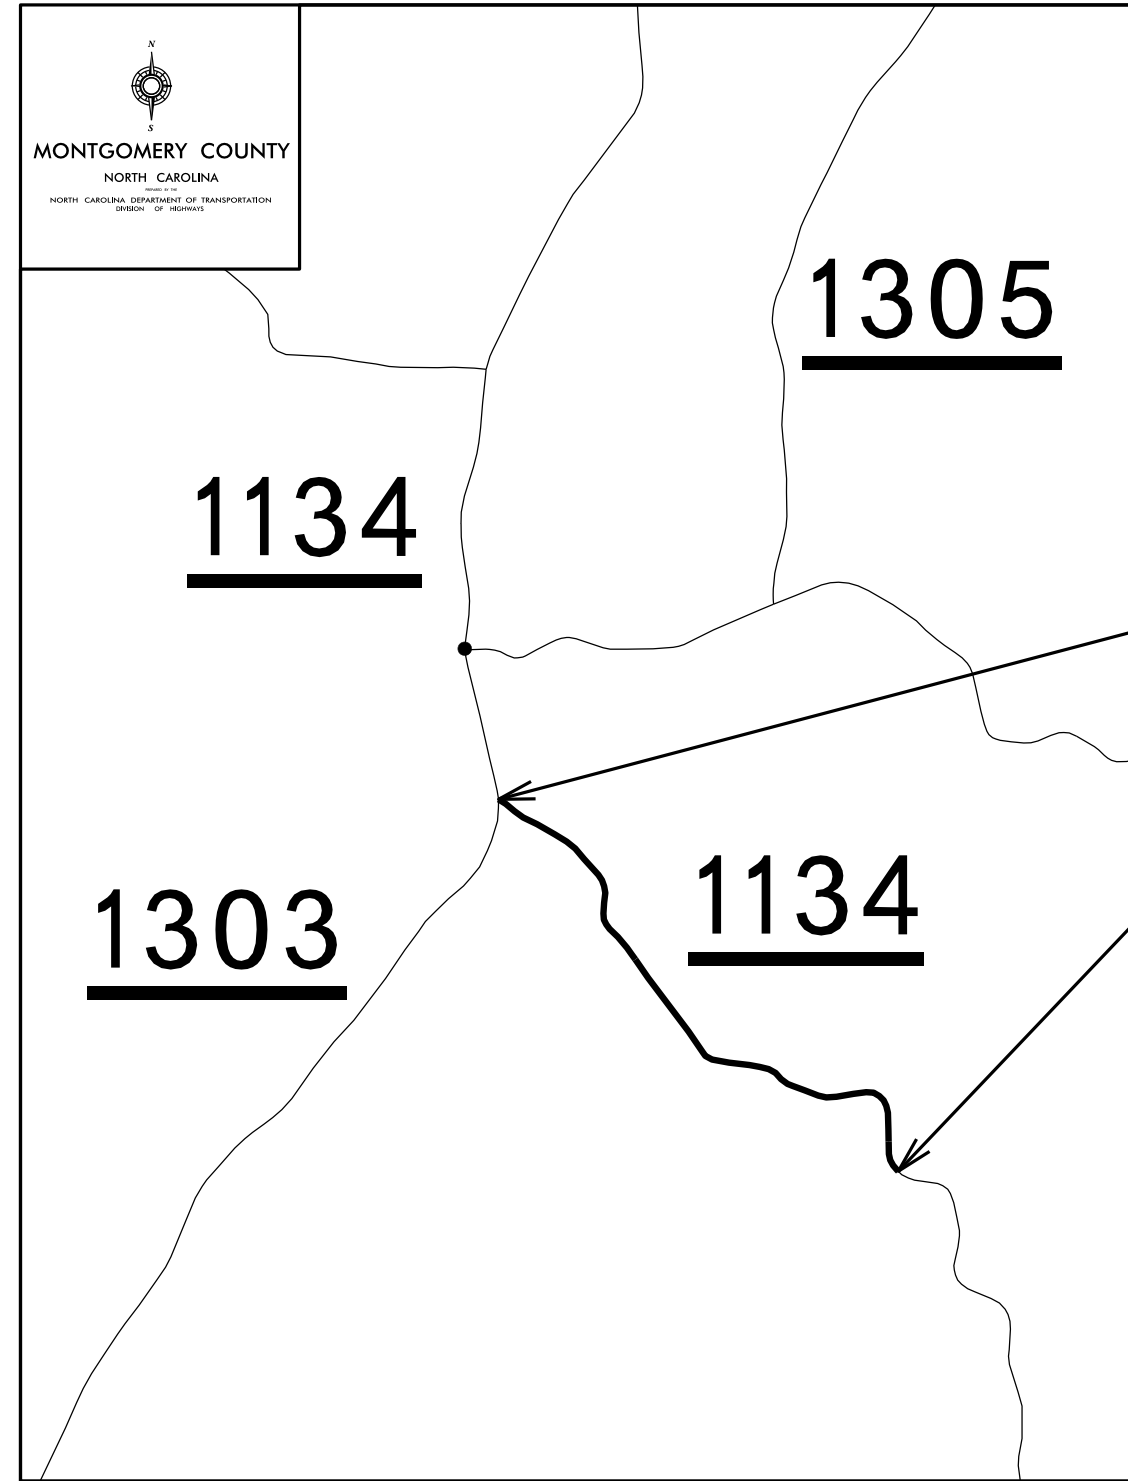 N
S
MONTGOMERY COUNTY
NORTH CAROLINA
PREPARED BY THE
NORTH CAROLINA DEPARTMENT OF TRANSPORTATION
DIVISION OF HIGHWAYS
1305
1134
1134
1303